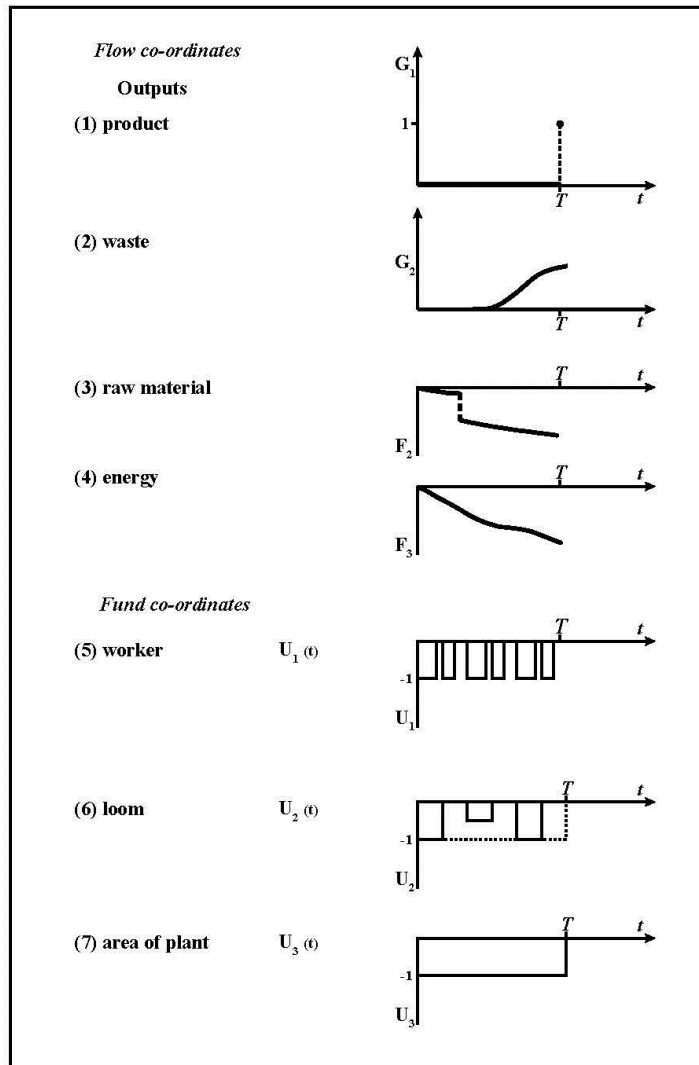 Flow co-ordinates
Outputs
(1) product
G1
1
T
t
(2) waste
G2
T
t
(3) raw material
T
t
F2
(4) energy
t
F3
Fund co-ordinates
(5) worker U1 (t)
T
t
-1
U1
(6) loom U2 (t)
T
t
-1
U2
(7) area of plant U3 (t)
T
t
-1
U3